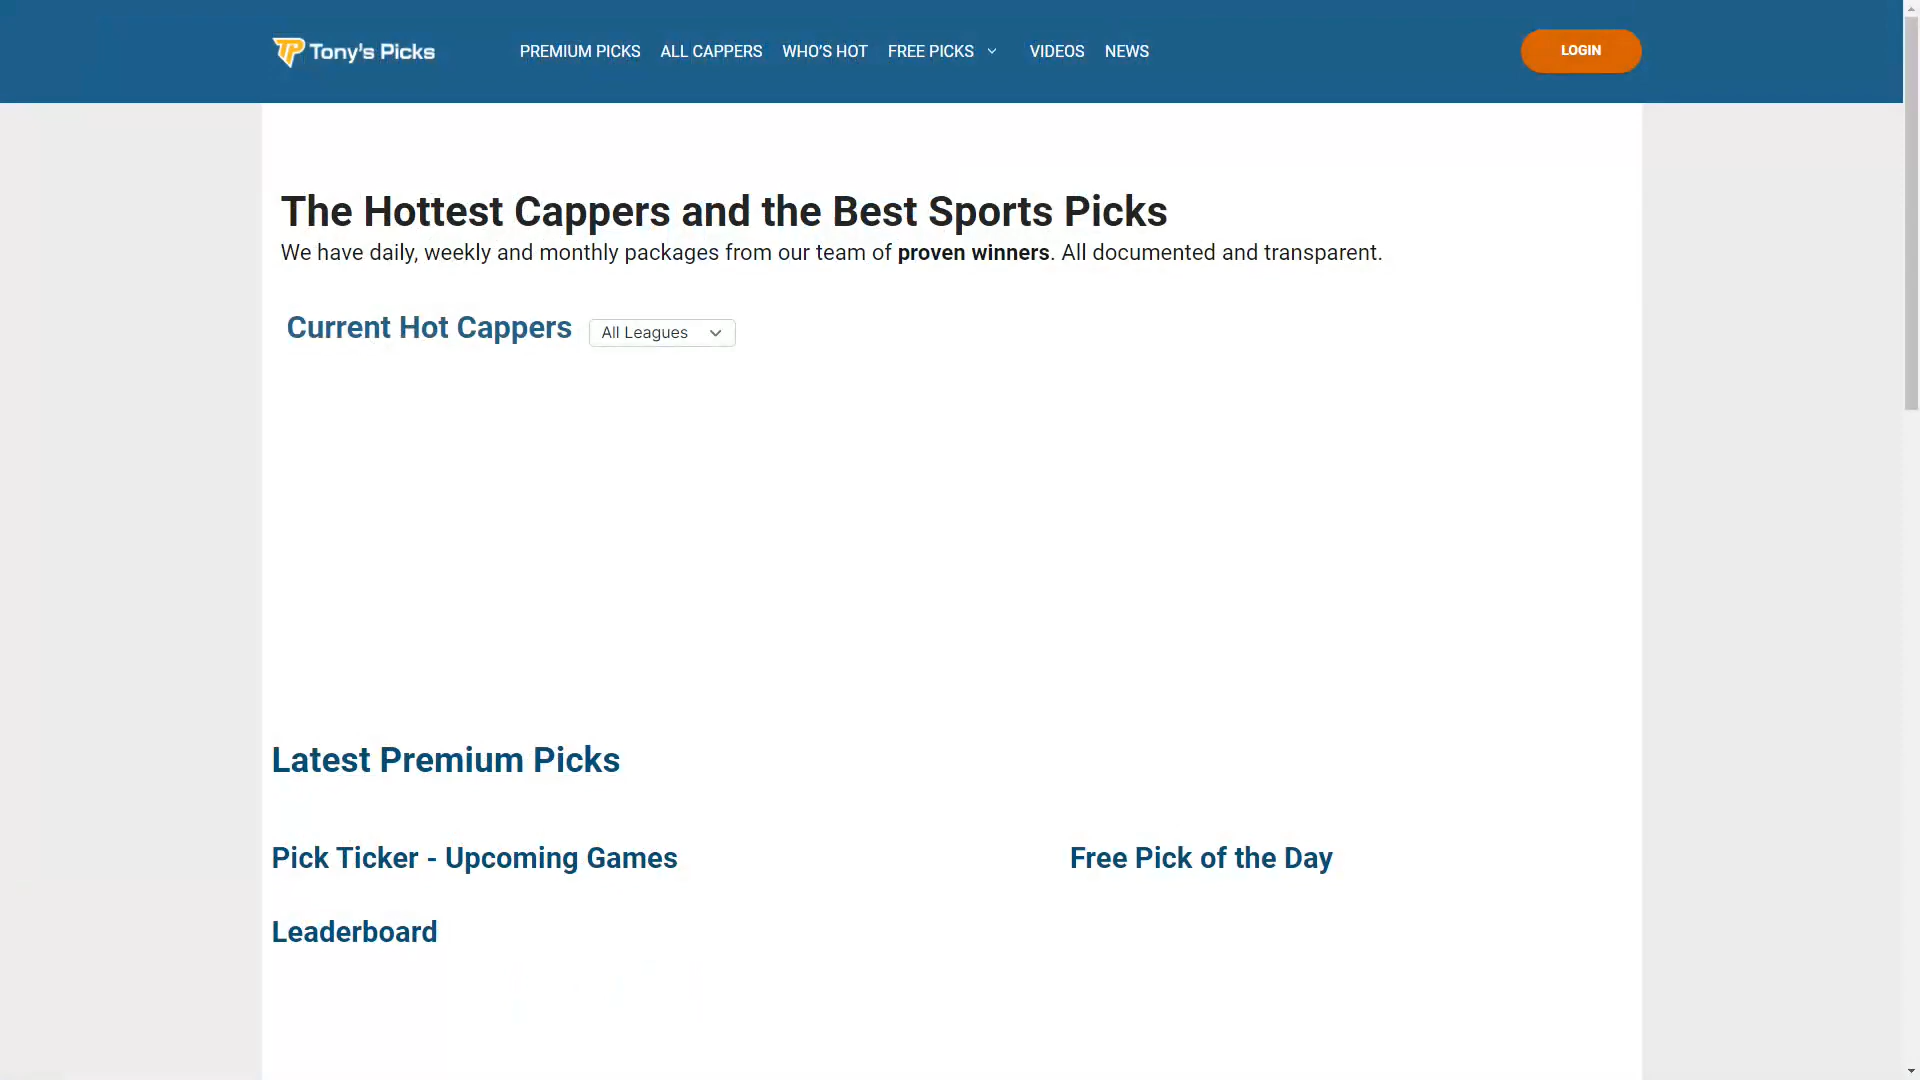 Tony's Picks
PREMIUM PICKS ALL CAPPERS WHO'S HOT FREE PICKS VIDEOS NEWS
LOGIN
The Hottest Cappers and the Best Sports Picks
We have daily, weekly and monthly packages from our team of proven winners. All documented and transparent.
Current Hot Cappers All Leagues
Latest Premium Picks
Pick Ticker - Upcoming Games Free Pick of the Day
Leaderboard